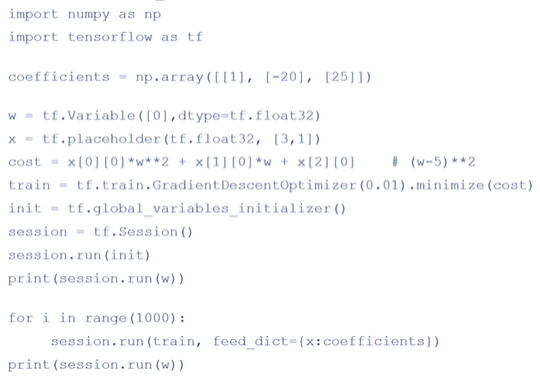 import numpy as np
import tensorflow as tf
coefficients = np.array([[1], [-20], [25]])
w = tf.Variable([0],dtype=tf.float32)
x = tf.placeholder(tf.float32, [3,1])
cost = x[0][0]*w**2 + x[1][0]*w + x[2][0]    # (w-5)**2
train = tf.train.GradientDescentOptimizer(0.01).minimize(cost)
init = tf.global_variables_initializer()
session = tf.Session()
session.run(init)
print(session.run(w))
for i in range(1000):
    session.run(train, feed_dict={x:coefficients})
print(session.run(w))